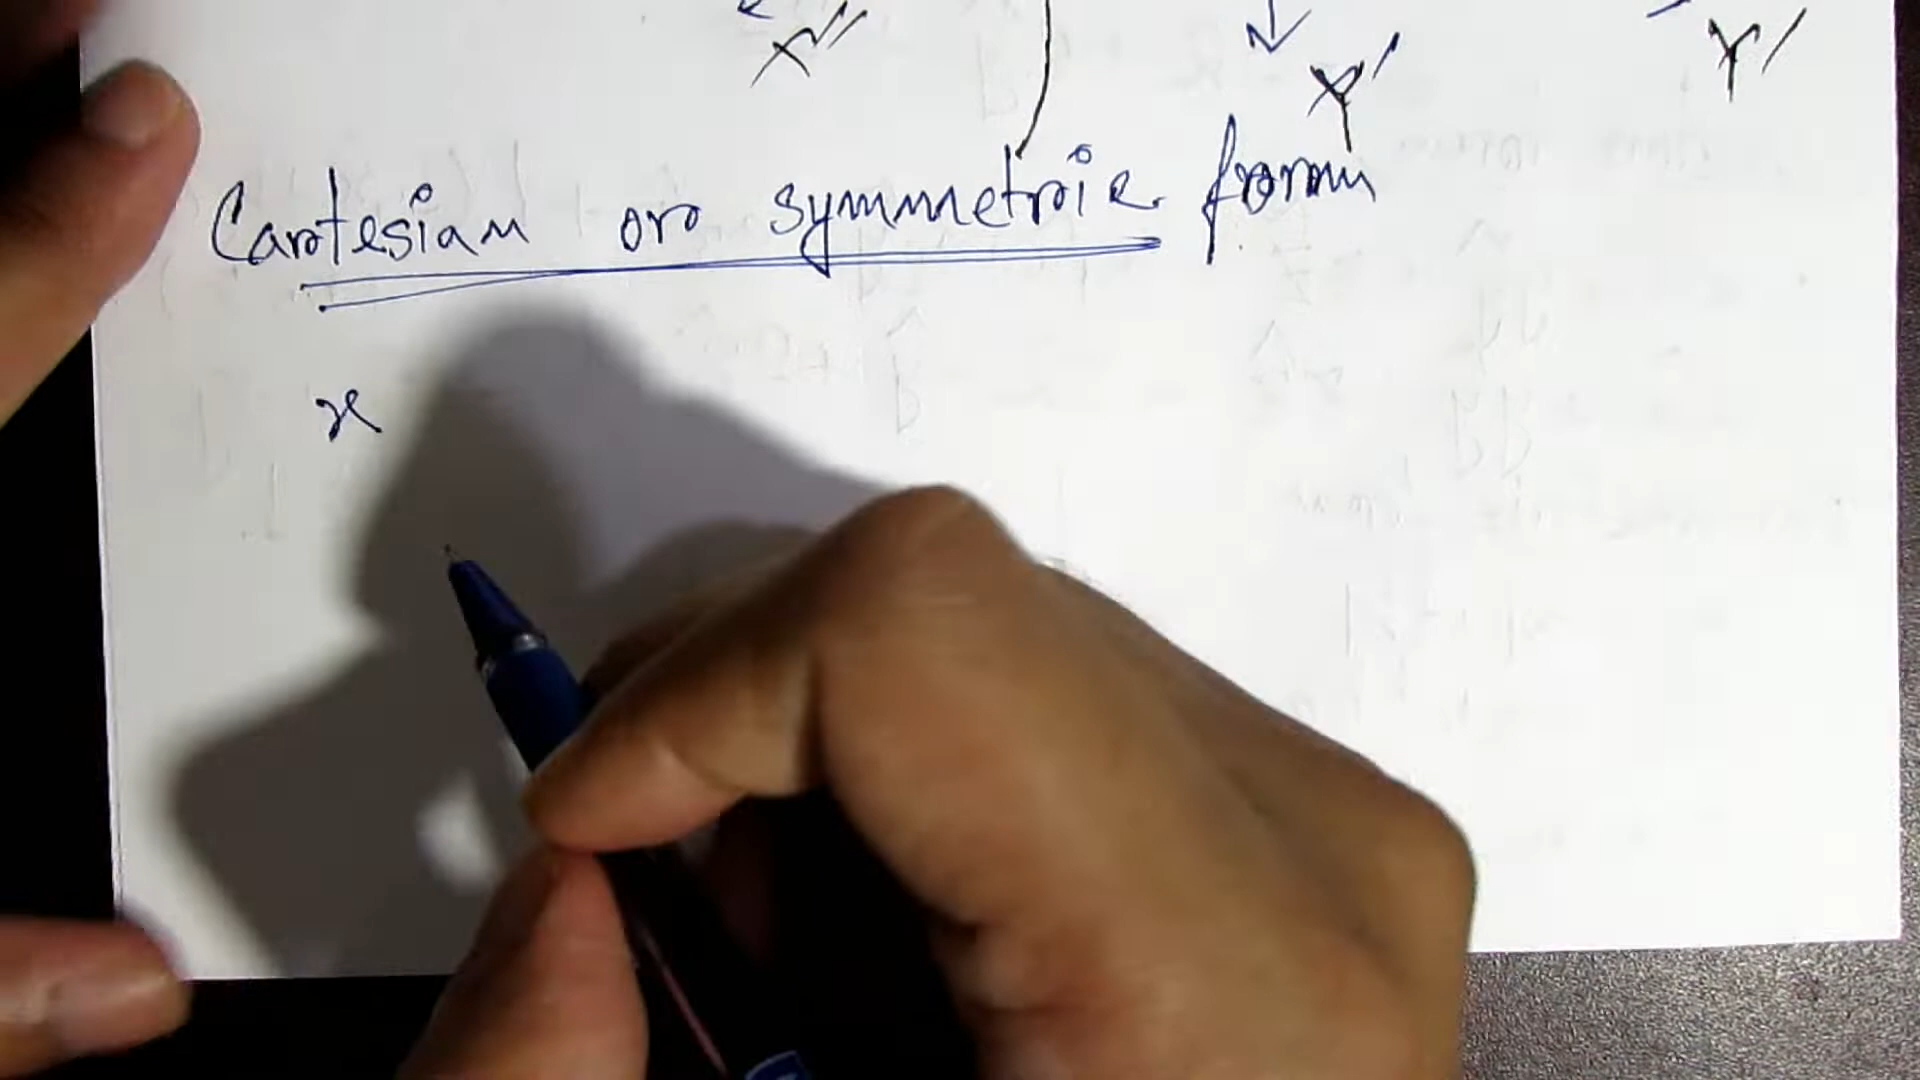 X" Y' Y'
Cartesian or symmetric form
x